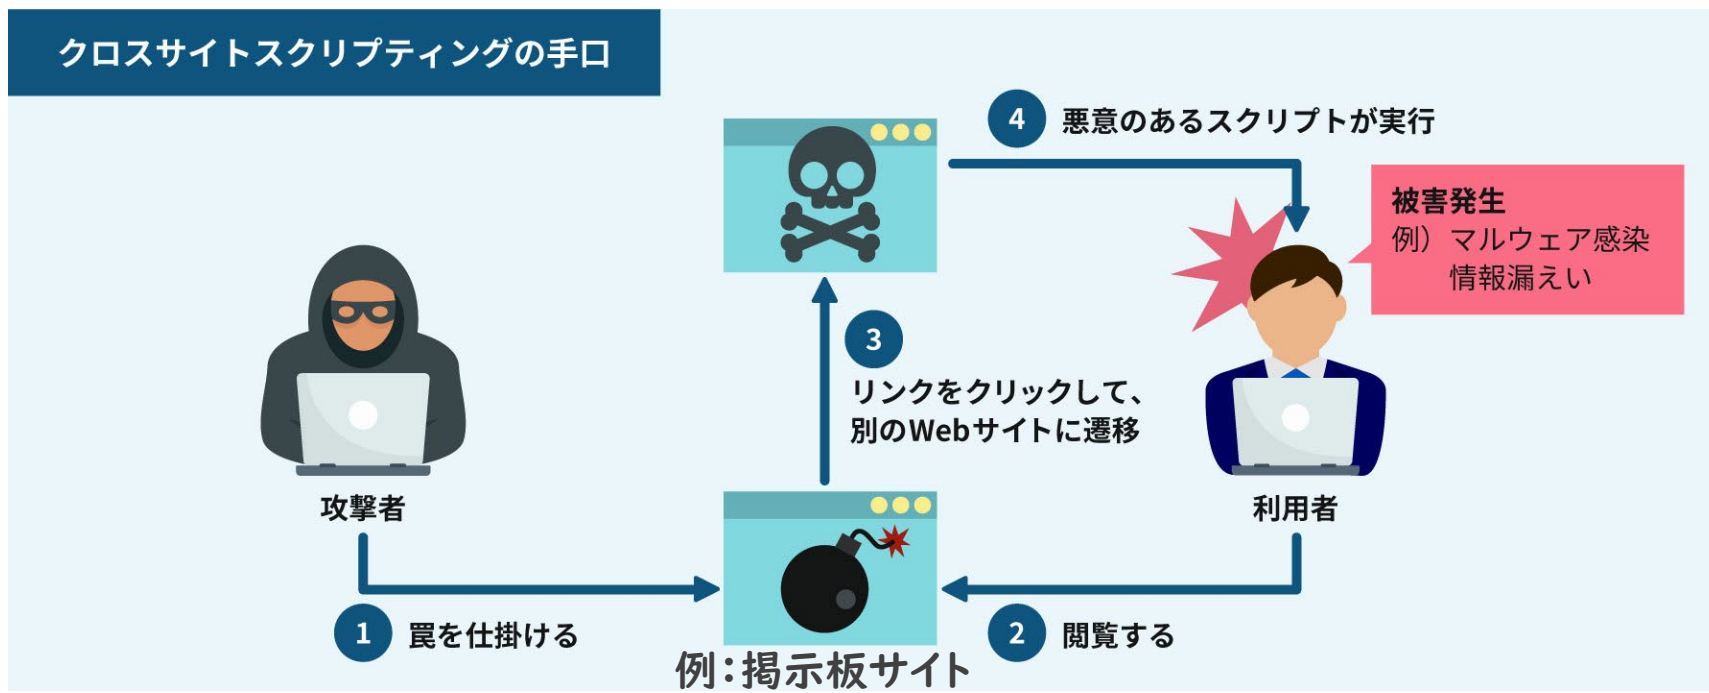 クロスサイトスクリプティングの手口
4 悪意のあるスクリプトが実行
被害発生
例）マルウェア感染
情報漏えい
3
リンクをクリックして、
別のWebサイトに遷移
攻撃者
利用者
1 罠を仕掛ける
2 閲覧する
例：掲示板サイト